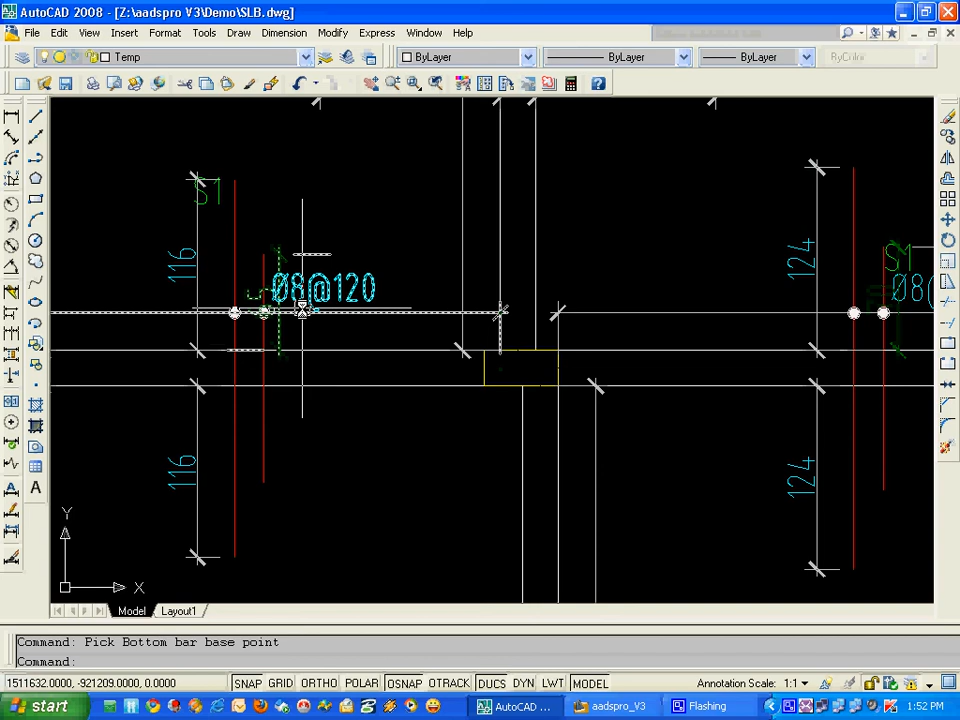 AutoCAD 2008 - [Z:\aadspro V3\Demo\SLB.dwg]
File Edit View Insert Format Tools Draw Dimension Modify Express Window Help
Temp ByLayer ByLayer ByLayer ByColor
S1
116
Ø8@120
124
S1
Ø8
116
124
Y
X
Model Layout1
Command: Pick Bottom bar base point
Command:
1511632.0000, -921209.0000, 0.0000 SNAP GRID ORTHO POLAR OSNAP OTRACK DUCS DYN LWT MODEL Annotation Scale: 1:1
start AutoCAD ... aadspro_V3 Flashing 1:52 PM